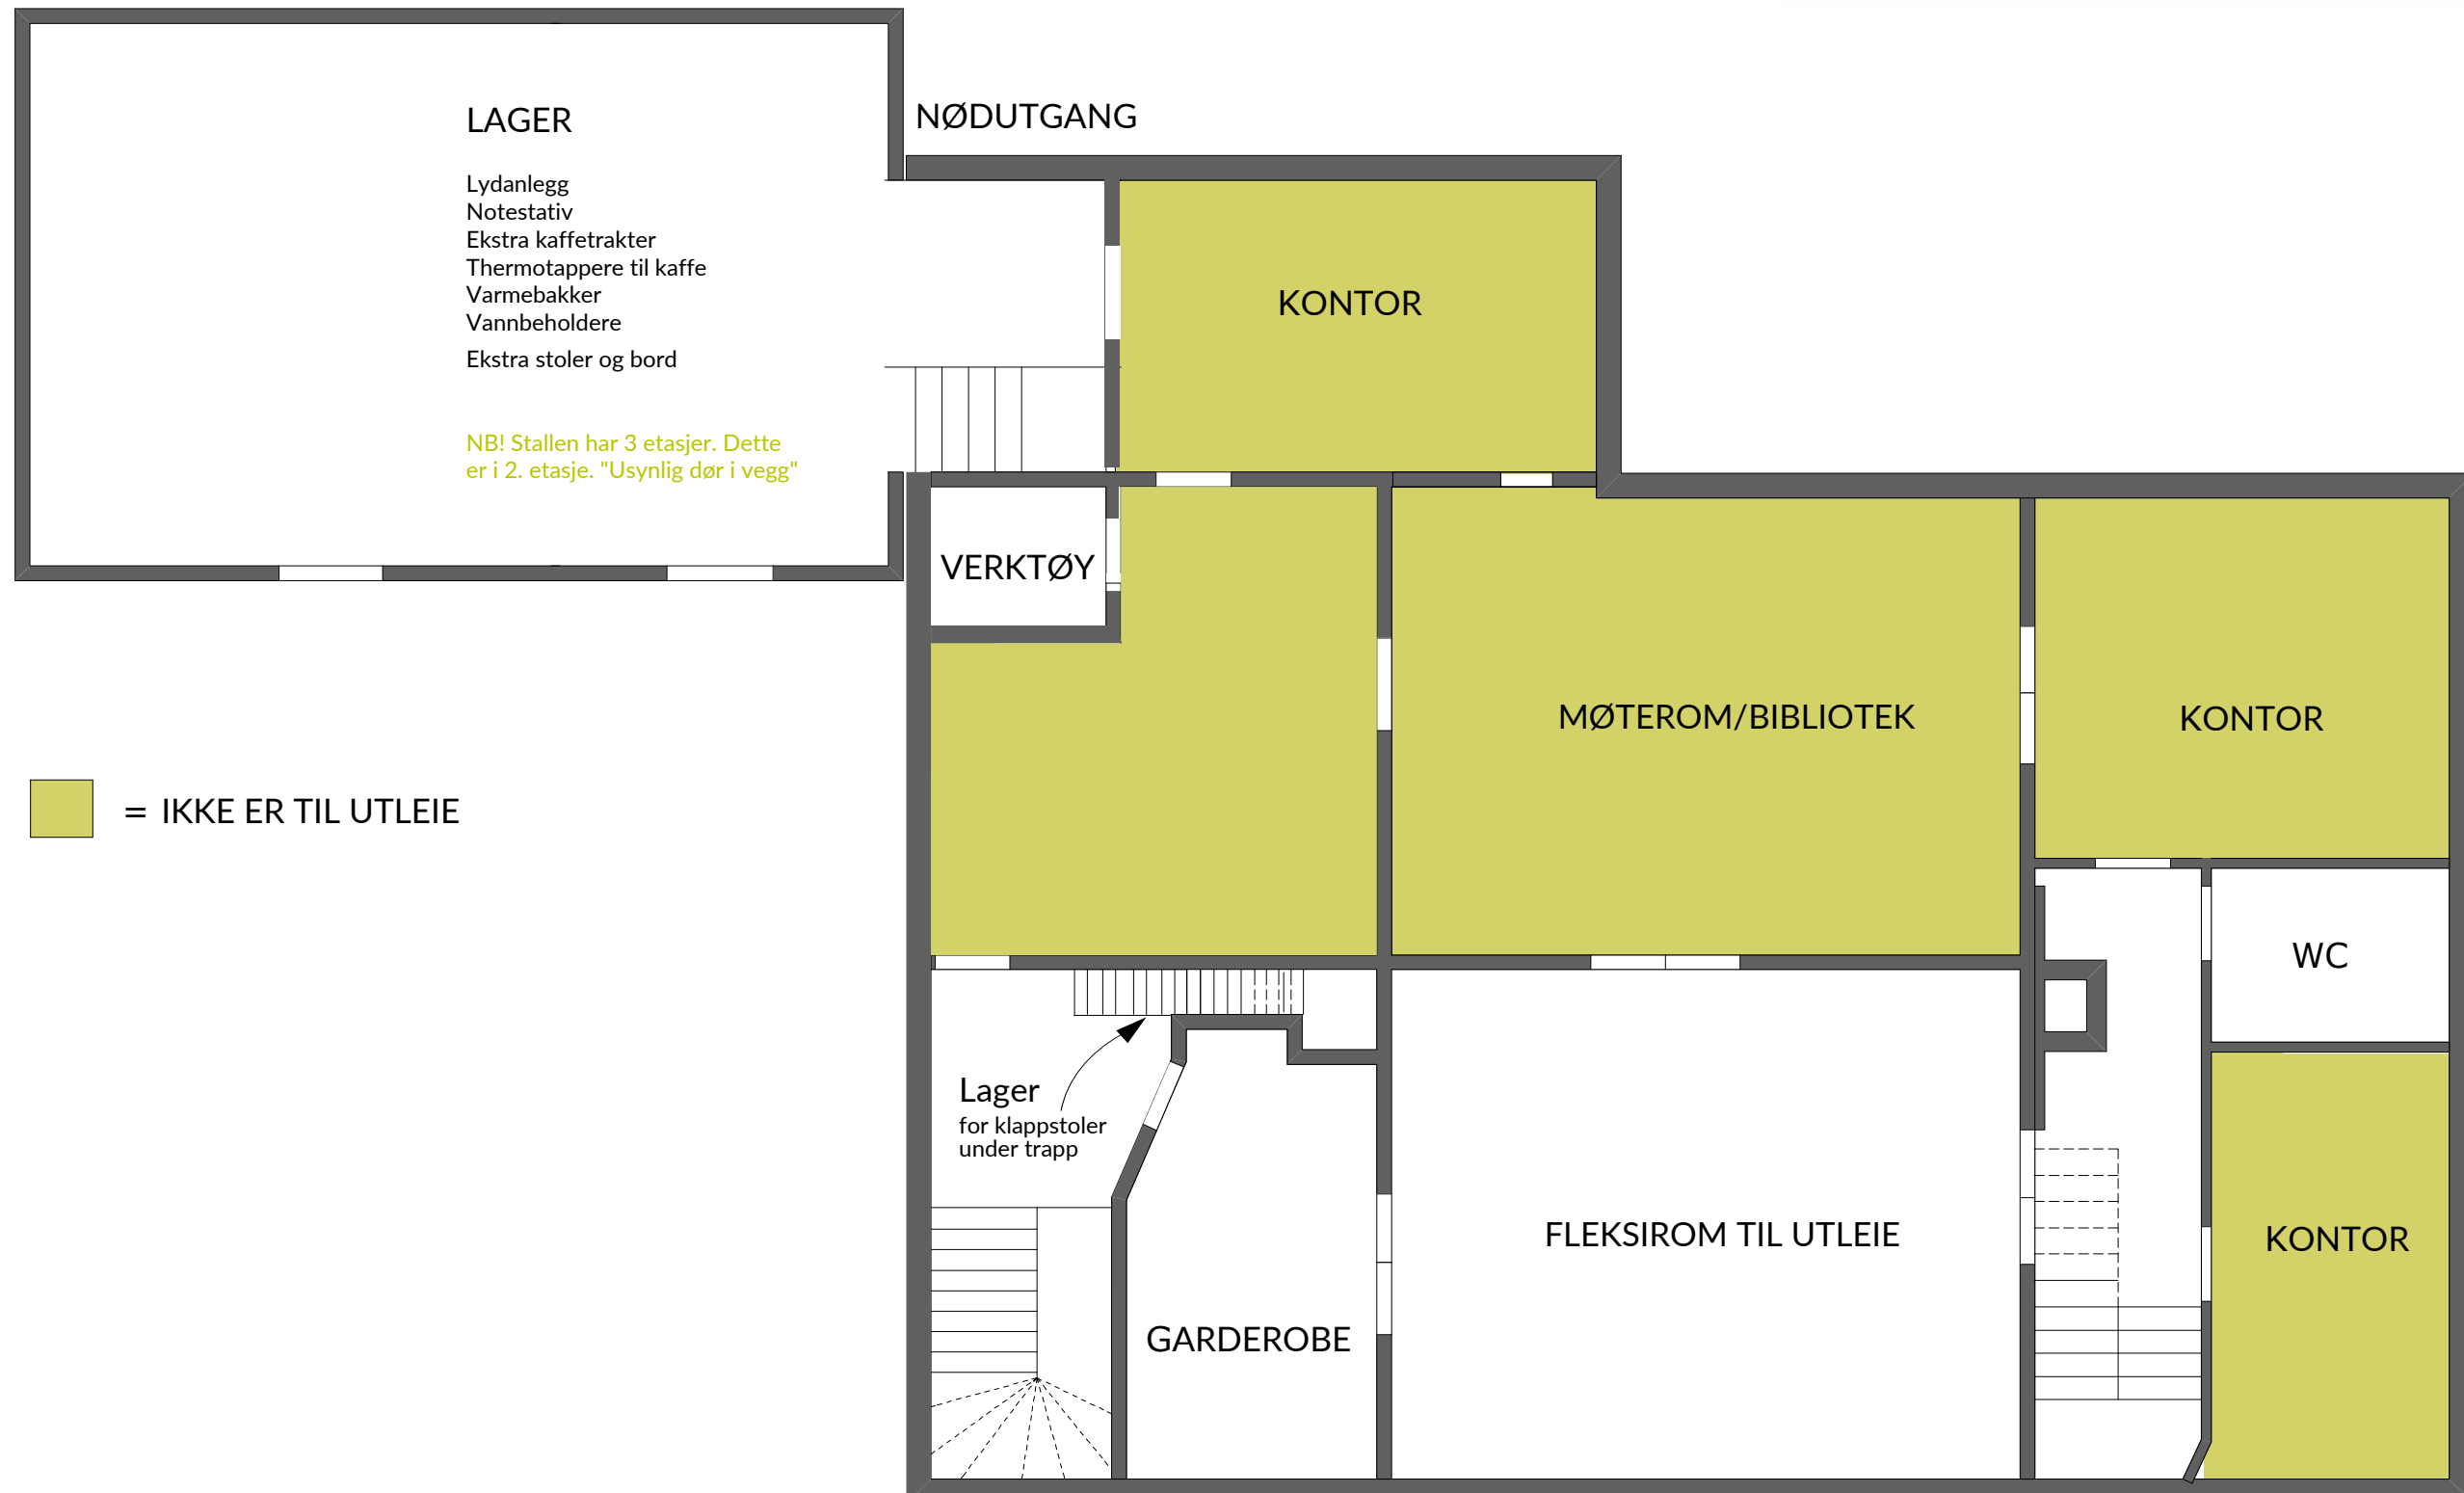 LAGER
Lydanlegg
Notestativ
Ekstra kaffetrakter
Thermotappere til kaffe
Varmebakker
Vannbeholdere
Ekstra stoler og bord
NB! Stallen har 3 etasjer. Dette
er i 2. etasje. "Usynlig dør i vegg"
NØDUTGANG
KONTOR
VERKTØY
MØTEROM/BIBLIOTEK
KONTOR
= IKKE ER TIL UTLEIE
WC
Lager
for klappstoler
under trapp
FLEKSIROM TIL UTLEIE
KONTOR
GARDEROBE